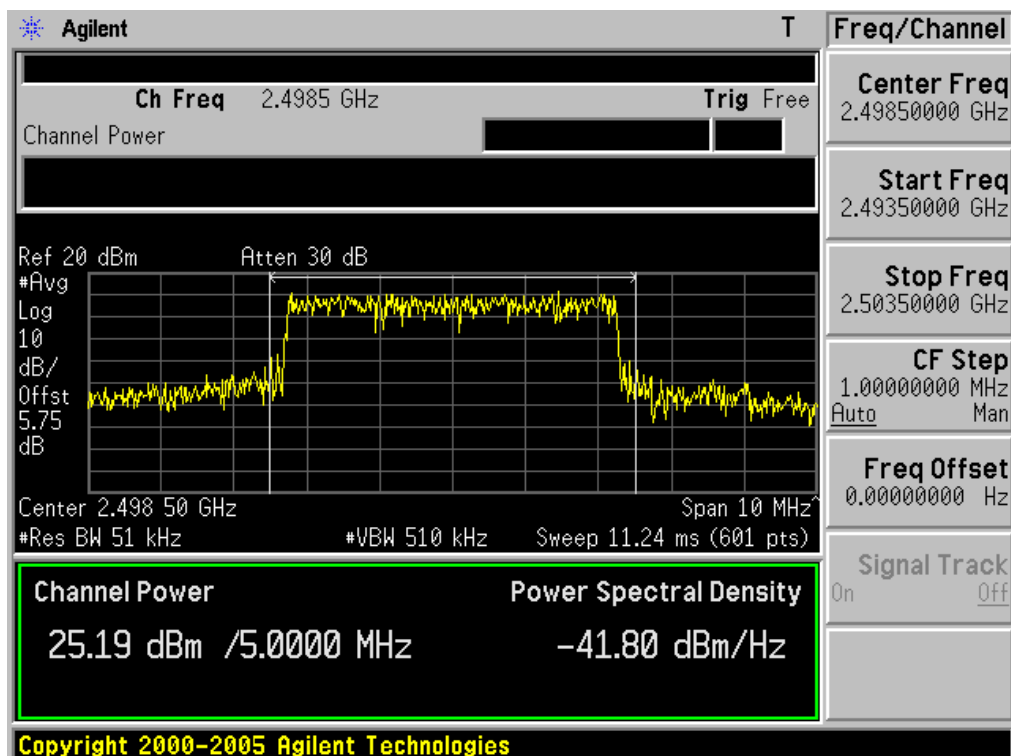 Agilent T Freq/Channel
Ch Freq 2.4985 GHz Trig Free
Channel Power
Center Freq
2.49850000 GHz
Start Freq
2.49350000 GHz
Stop Freq
2.50350000 GHz
CF Step
1.00000000 MHz
Auto Man
Freq Offset
0.00000000 Hz
Signal Track
On Off
Ref 20 dBm Atten 30 dB
#Avg
Log
10
dB/
Offst
5.75
dB
Center 2.498 50 GHz Span 10 MHz^
#Res BW 51 kHz #VBW 510 kHz Sweep 11.24 ms (601 pts)
Channel Power Power Spectral Density
25.19 dBm /5.0000 MHz -41.80 dBm/Hz
Copyright 2000-2005 Agilent Technologies